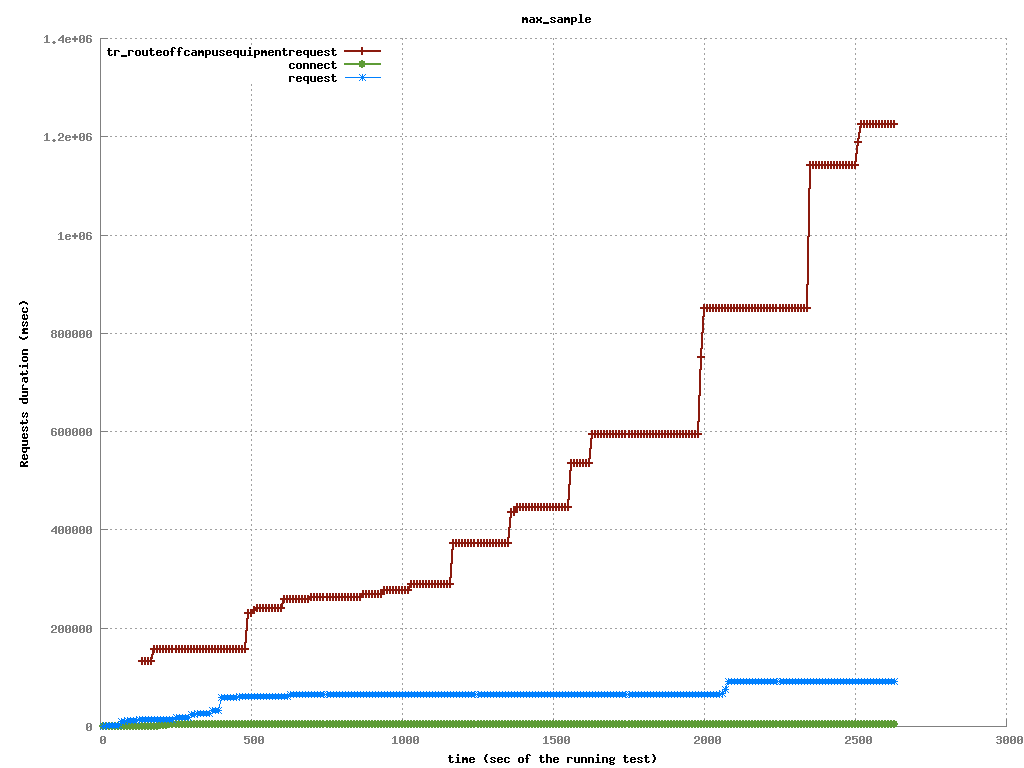 max_sample
tr_routeoffcampusequipmentrequest
connect
request
1.4e+06
1.2e+06
1e+06
800000
600000
400000
200000
0
Requests duration (msec)
0 500 1000 1500 2000 2500 3000
time (sec of the running test)